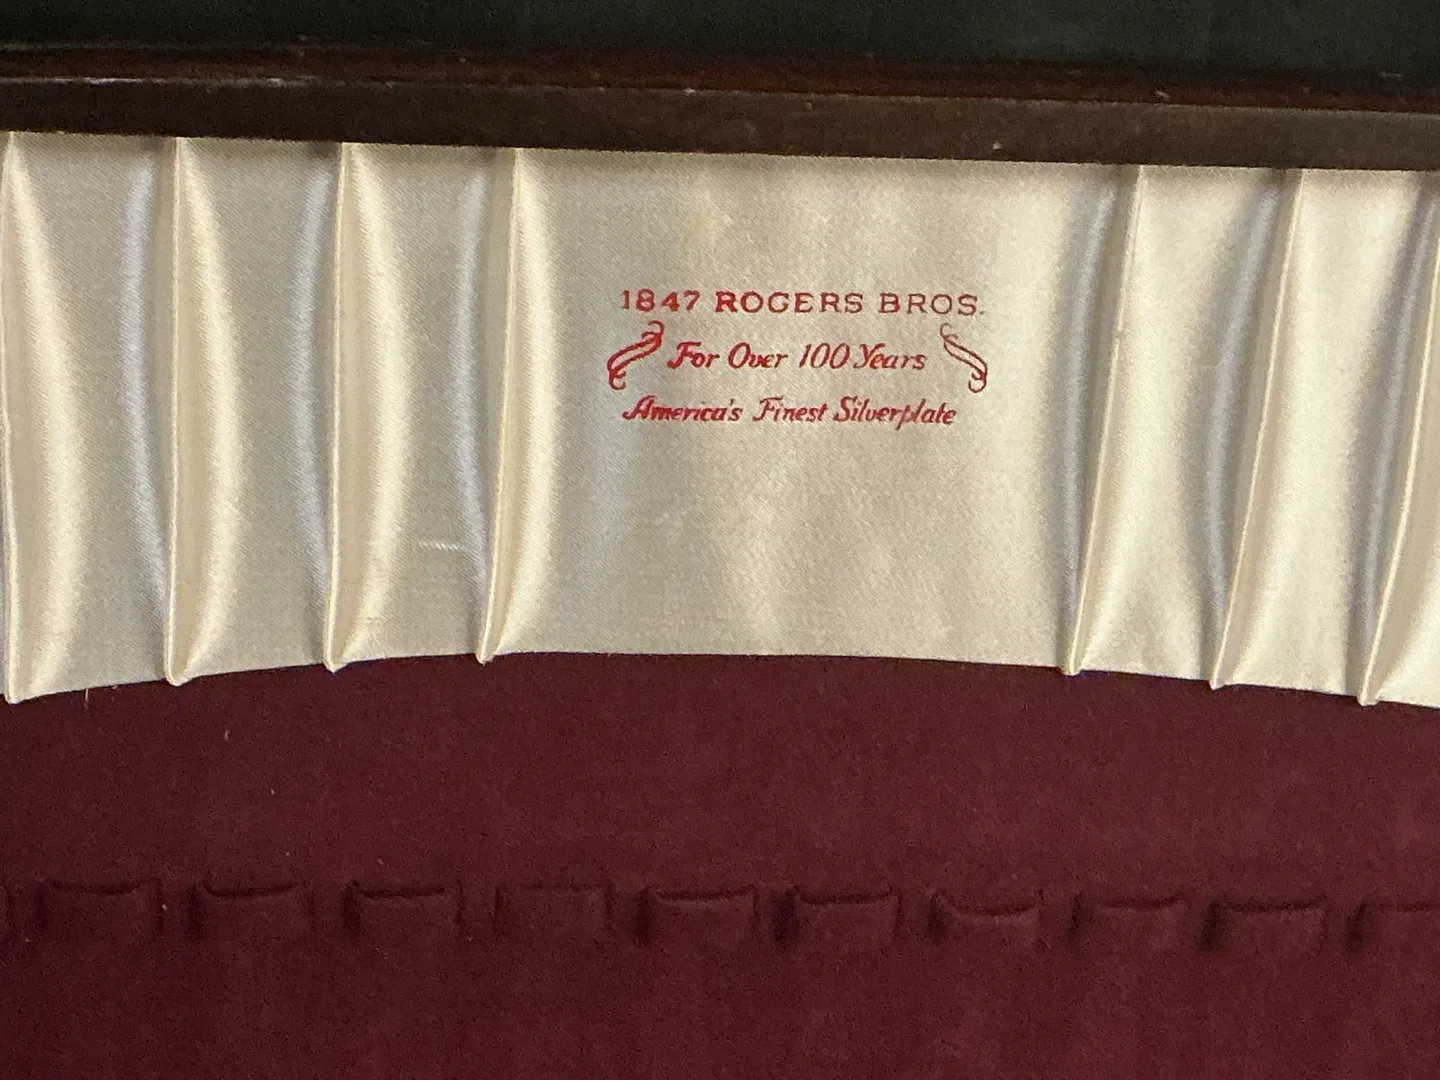 1847 ROGERS BROS.
For Over 100 Years
America's Finest Silverplate